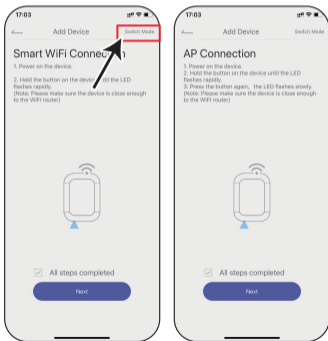 17:03
Add Device
Switch Mode
Smart WiFi Connection
1. Power on the device.
2. Hold the button on the device until the LED
flashes rapidly.
(Note: Please make sure the device is close enough
to the WIFI router)
All steps completed
Next
17:03
Add Device
Switch Mode
AP Connection
1. Power on the device.
2. Hold the button on the device until the LED
flashes rapidly.
3. Press the button again, the LED flashes slowly.
(Note: Please make sure the device is close enough
to the WIFI router)
All steps completed
Next